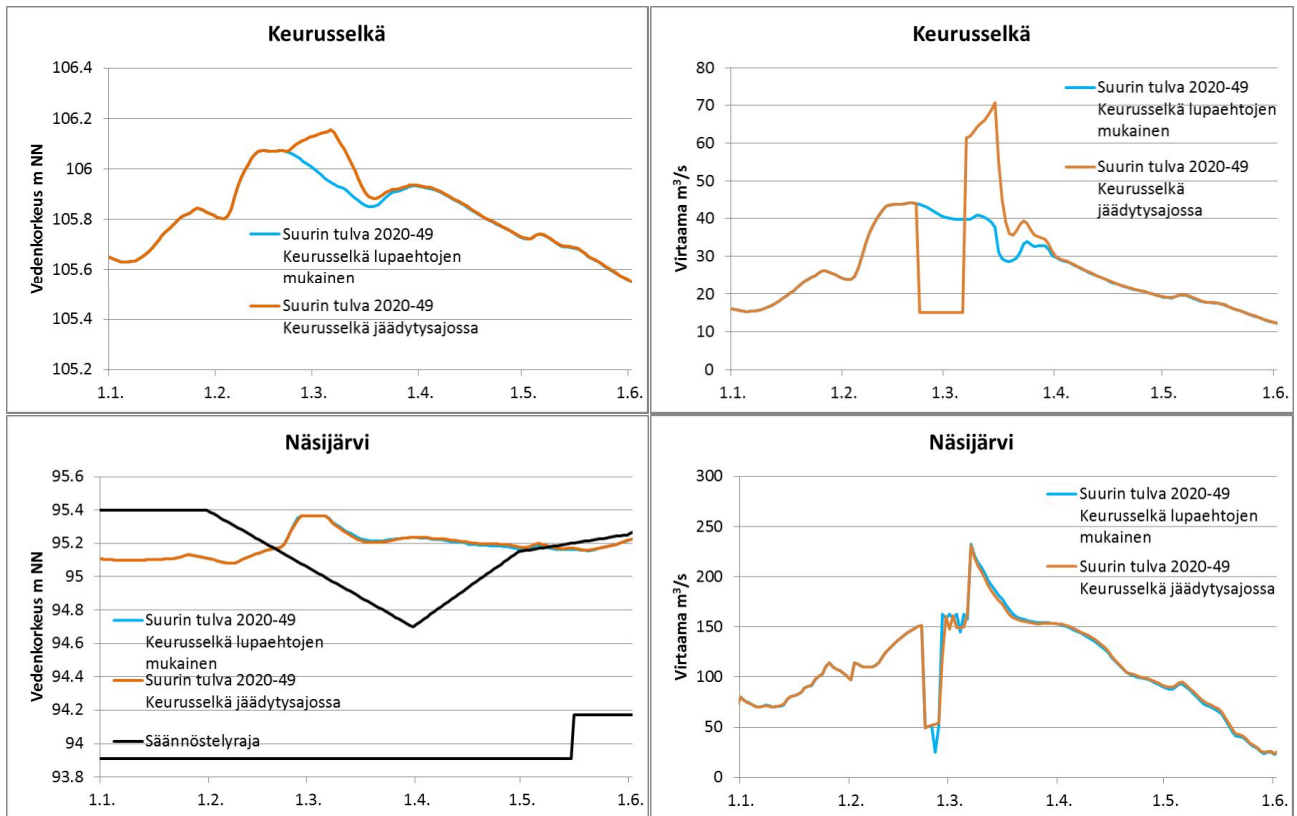 Keurusselkä
Vedenkorkeus m NN
106.4
106.2
106
105.8
105.6
105.4
105.2
1.1.
1.2.
1.3.
1.4.
1.5.
1.6.
Suurin tulva 2020-49
Keurusselkä lupaehtojen
mukainen
Suurin tulva 2020-49
Keurusselkä jäädytysajossa
Keurusselkä
Virtaama m³/s
80
70
60
50
40
30
20
10
0
1.1.
1.2.
1.3.
1.4.
1.5.
1.6.
Suurin tulva 2020-49
Keurusselkä lupaehtojen
mukainen
Suurin tulva 2020-49
Keurusselkä
jäädytysajossa
Näsijärvi
Vedenkorkeus m NN
95.6
95.4
95.2
95
94.8
94.6
94.4
94.2
94
93.8
1.1.
1.2.
1.3.
1.4.
1.5.
1.6.
Suurin tulva 2020-49
Keurusselkä lupaehtojen
mukainen
Suurin tulva 2020-49
Keurusselkä jäädytysajossa
Säännöstelyraja
Näsijärvi
Virtaama m³/s
300
250
200
150
100
50
0
1.1.
1.2.
1.3.
1.4.
1.5.
1.6.
Suurin tulva 2020-49
Keurusselkä lupaehtojen
mukainen
Suurin tulva 2020-49
Keurusselkä jäädytysajossa